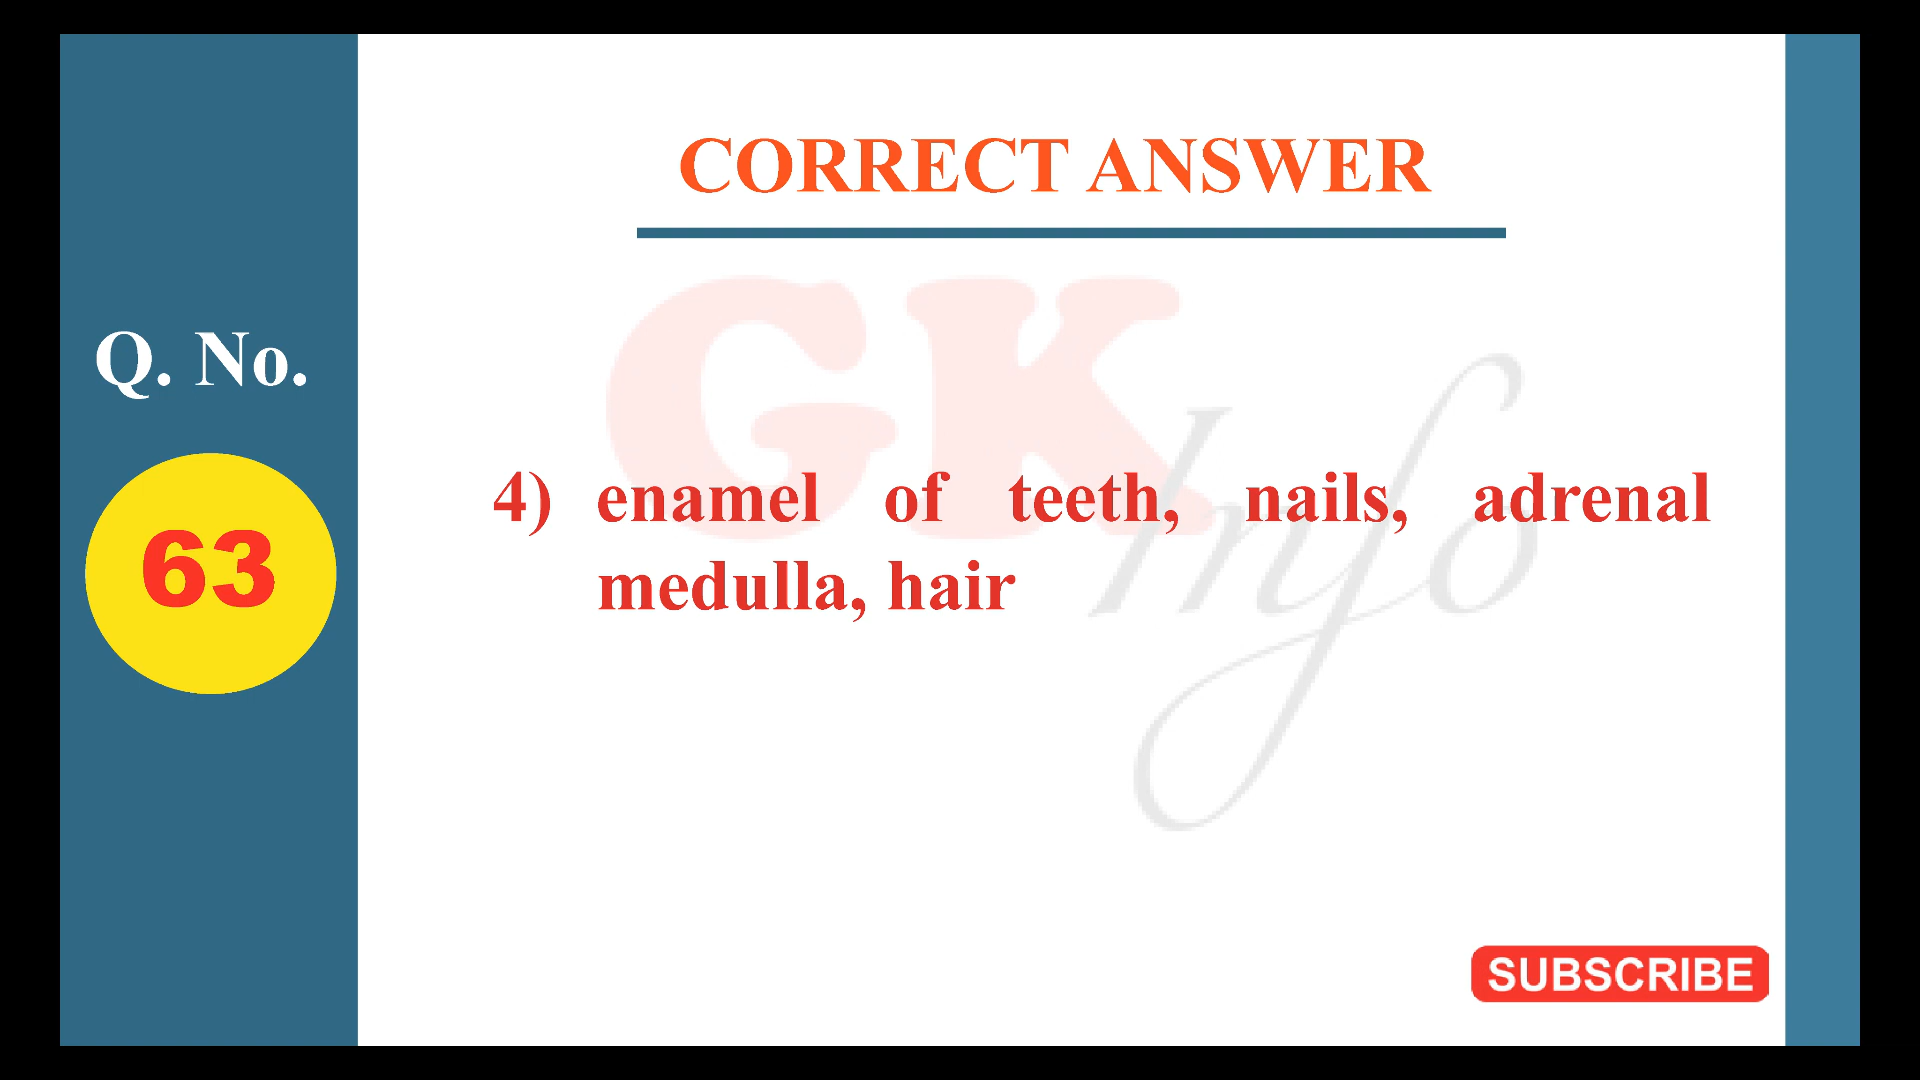 CORRECT ANSWER
Q. No.
63
GK
Info
4) enamel of teeth, nails, adrenal
medulla, hair
SUBSCRIBE